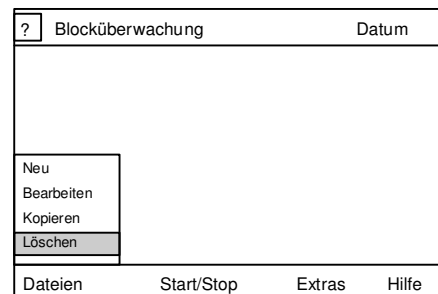 ? Blocküberwachung Datum
Neu
Bearbeiten
Kopieren
Löschen
Dateien Start/Stop Extras Hilfe